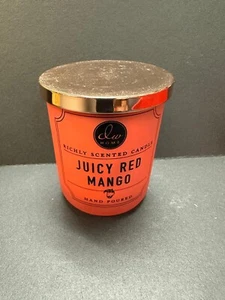 dw
HOME
RICHLY SCENTED CANDLE
JUICY RED
MANGO
HAND POURED